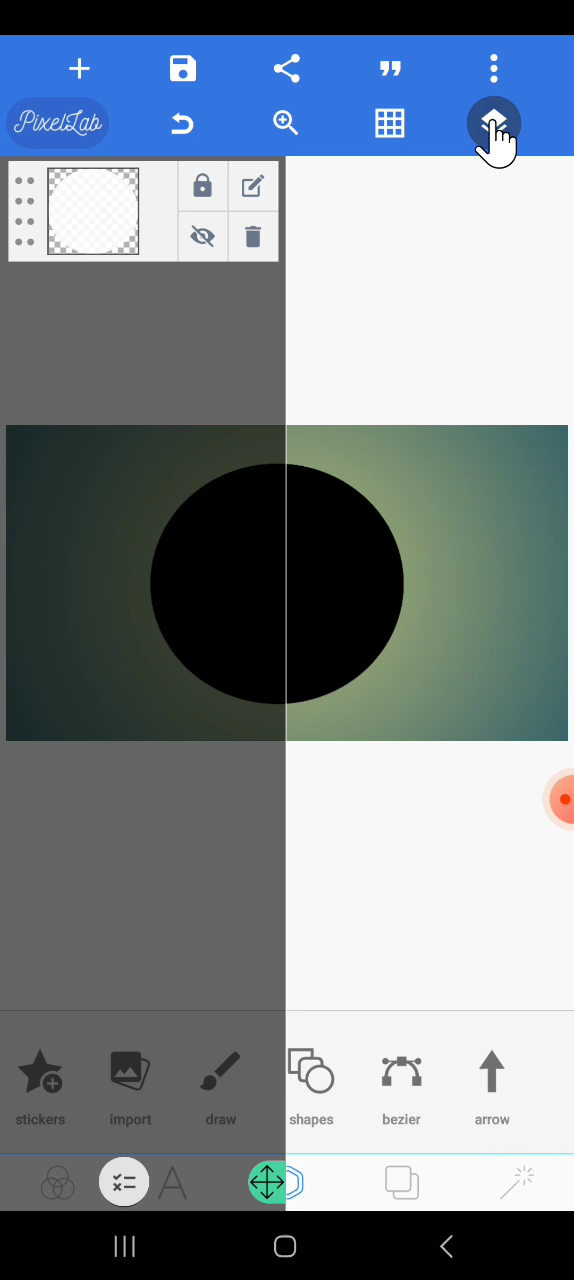 PixelLab
stickers
import
draw
shapes
bezier
arrow